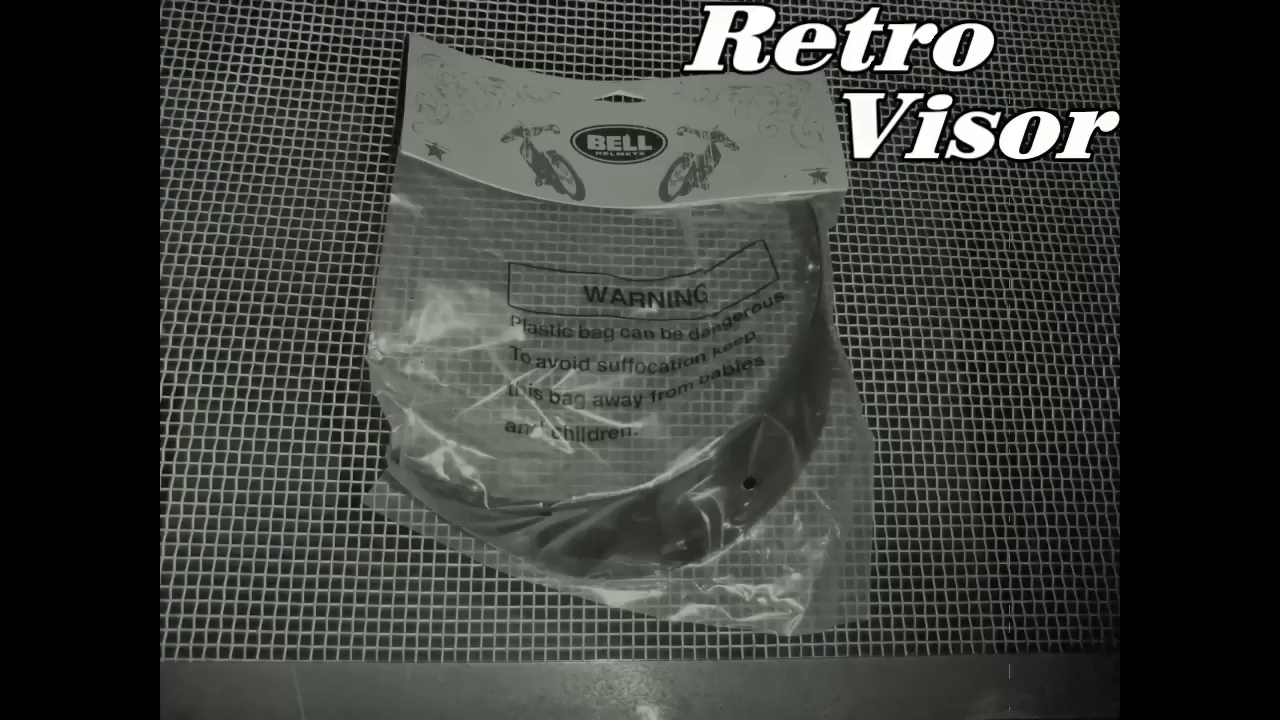 Retro
Visor
BELL
HELMETS
WARNING
Plastic bag can be dangerous
To avoid suffocation keep
this bag away from babies
and children.